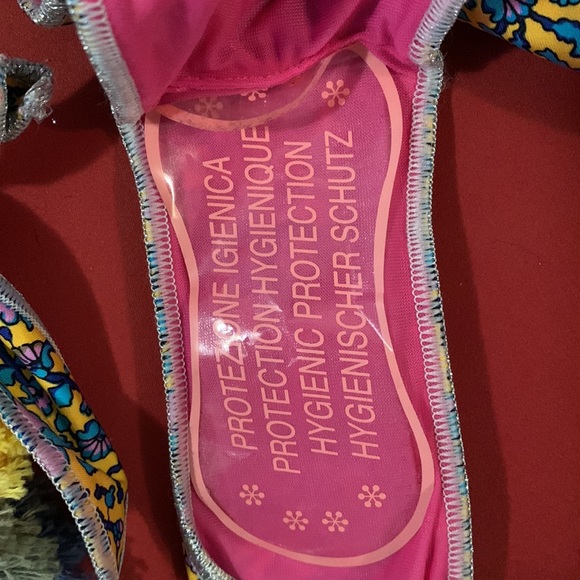 PROTEZIONE IGIENICA
PROTECTION HYGIENIQUE
HYGIENIC PROTECTION
HYGIENISCHER SCHUTZ